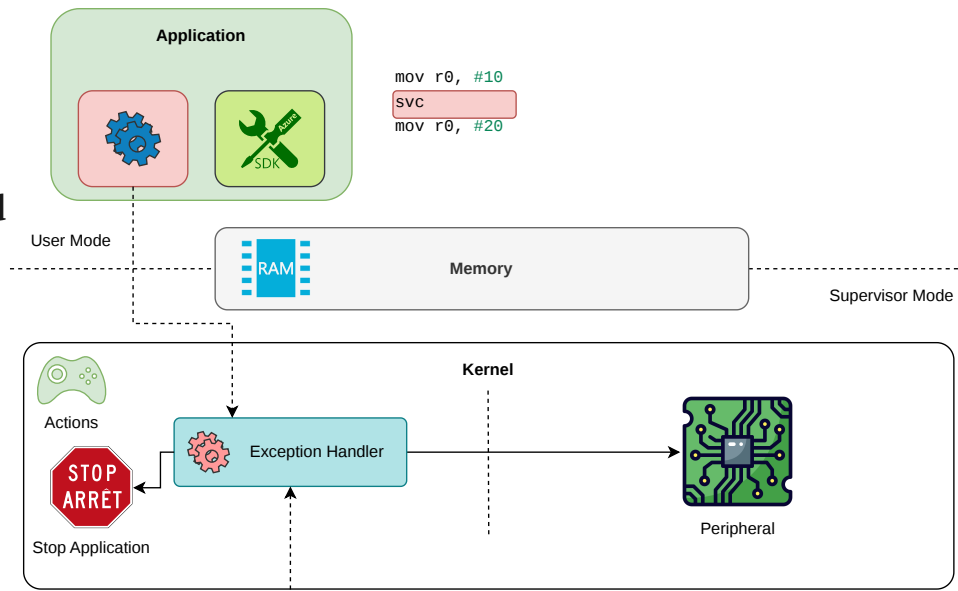 Application
mov r0, #10
svc
mov r0, #20
Azure
SDK
d
User Mode
RAM
Memory
Supervisor Mode
Kernel
Actions
Exception Handler
STOP
ARRÊT
Stop Application
Peripheral